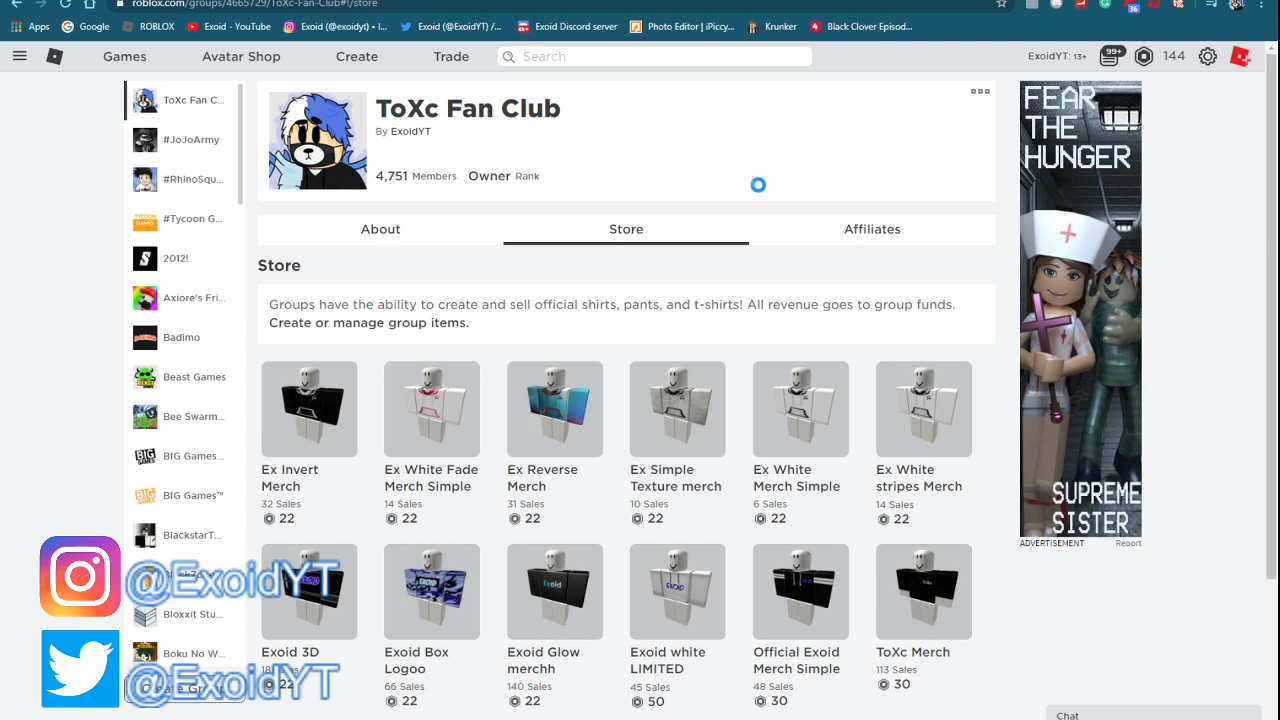 roblox.com/groups/4665729/ToXc-Fan-Club#!/store
36
Apps Google ROBLOX Exoid - YouTube Exoid (@exoidyt) • I... Exoid (@ExoidYT) /... Exoid Discord server Photo Editor | iPiccy... Krunker Black Clover Episod...
Games Avatar Shop Create Trade Search ExoidYT: 13+ 99+ 144
ToXc Fan C...
#JoJoArmy
#RhinoSqu...
#Tycoon G...
2012!
Axiore's Fri...
Badimo
Beast Games
Bee Swarm...
BIG Games...
BIG Games™
BlackstarT...
Bloxxit Stu...
Boku No W...
ToXc Fan Club
By ExoidYT
4,751 Members Owner Rank
About Store Affiliates
Store
Groups have the ability to create and sell official shirts, pants, and t-shirts! All revenue goes to group funds.
Create or manage group items.
Ex Invert Merch
32 Sales
22
Ex White Fade Merch Simple
14 Sales
22
Ex Reverse Merch
31 Sales
22
Ex Simple Texture merch
10 Sales
22
Ex White Merch Simple
6 Sales
22
Ex White stripes Merch
14 Sales
22
Exoid 3D
22
Exoid Box Logoo
66 Sales
22
Exoid Glow merchh
140 Sales
22
Exoid white LIMITED
45 Sales
50
Official Exoid Merch Simple
48 Sales
30
ToXc Merch
113 Sales
30
@ExoidYT
@ExoidYT
FEAR
THE
HUNGER
SUPREME
SISTER
ADVERTISEMENT Report
Chat